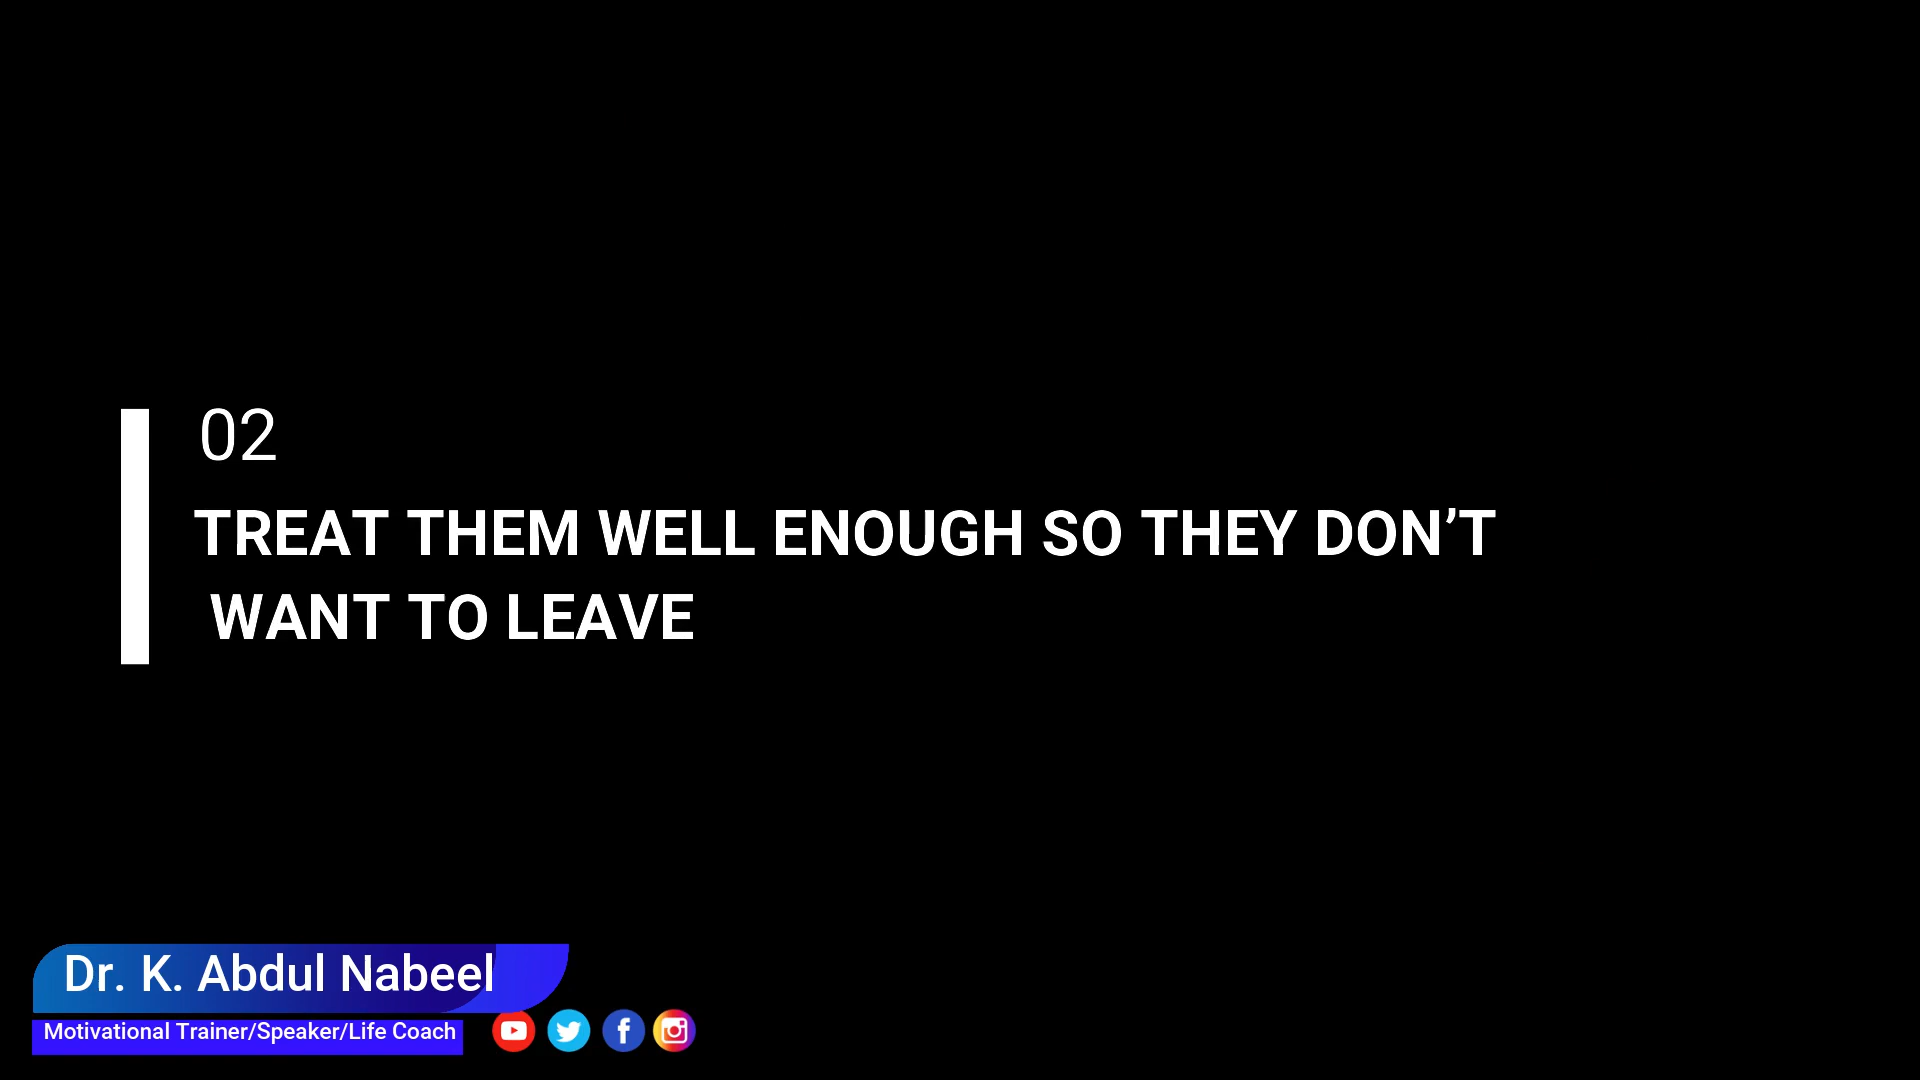 02
TREAT THEM WELL ENOUGH SO THEY DON’T
WANT TO LEAVE
Dr. K. Abdul Nabeel
Motivational Trainer/Speaker/Life Coach